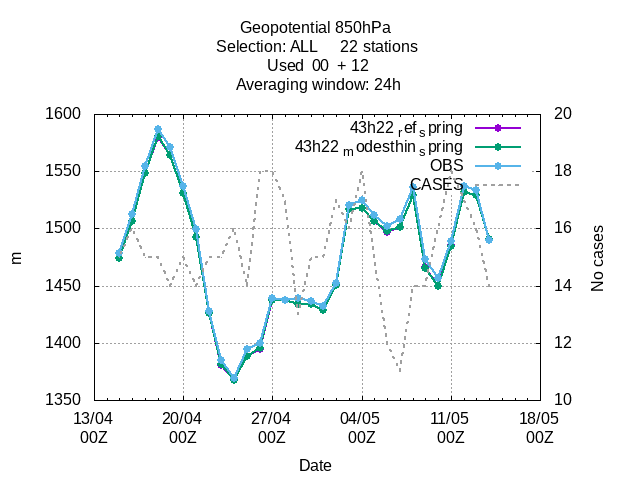 Geopotential 850hPa
Selection: ALL 22 stations
Used 00 + 12
Averaging window: 24h
1600
1550
1500
1450
1400
1350
m
20
18
16
14
12
10
No cases
43h22 ref spring
43h22 modesthin spring
OBS
CASES
13/04 20/04 27/04 04/05 11/05 18/05
00Z 00Z 00Z 00Z 00Z 00Z
Date